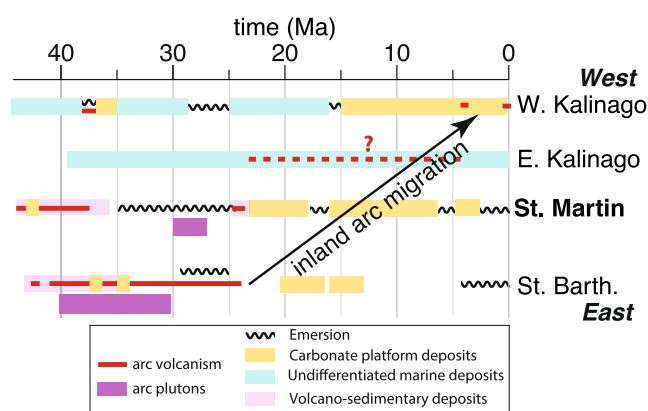 time (Ma)
40 30 20 10 0
West
W. Kalinago
?
E. Kalinago
St. Martin
inland arc migration
St. Barth.
East
Emersion
arc volcanism
Carbonate platform deposits
Undifferentiated marine deposits
arc plutons
Volcano-sedimentary deposits